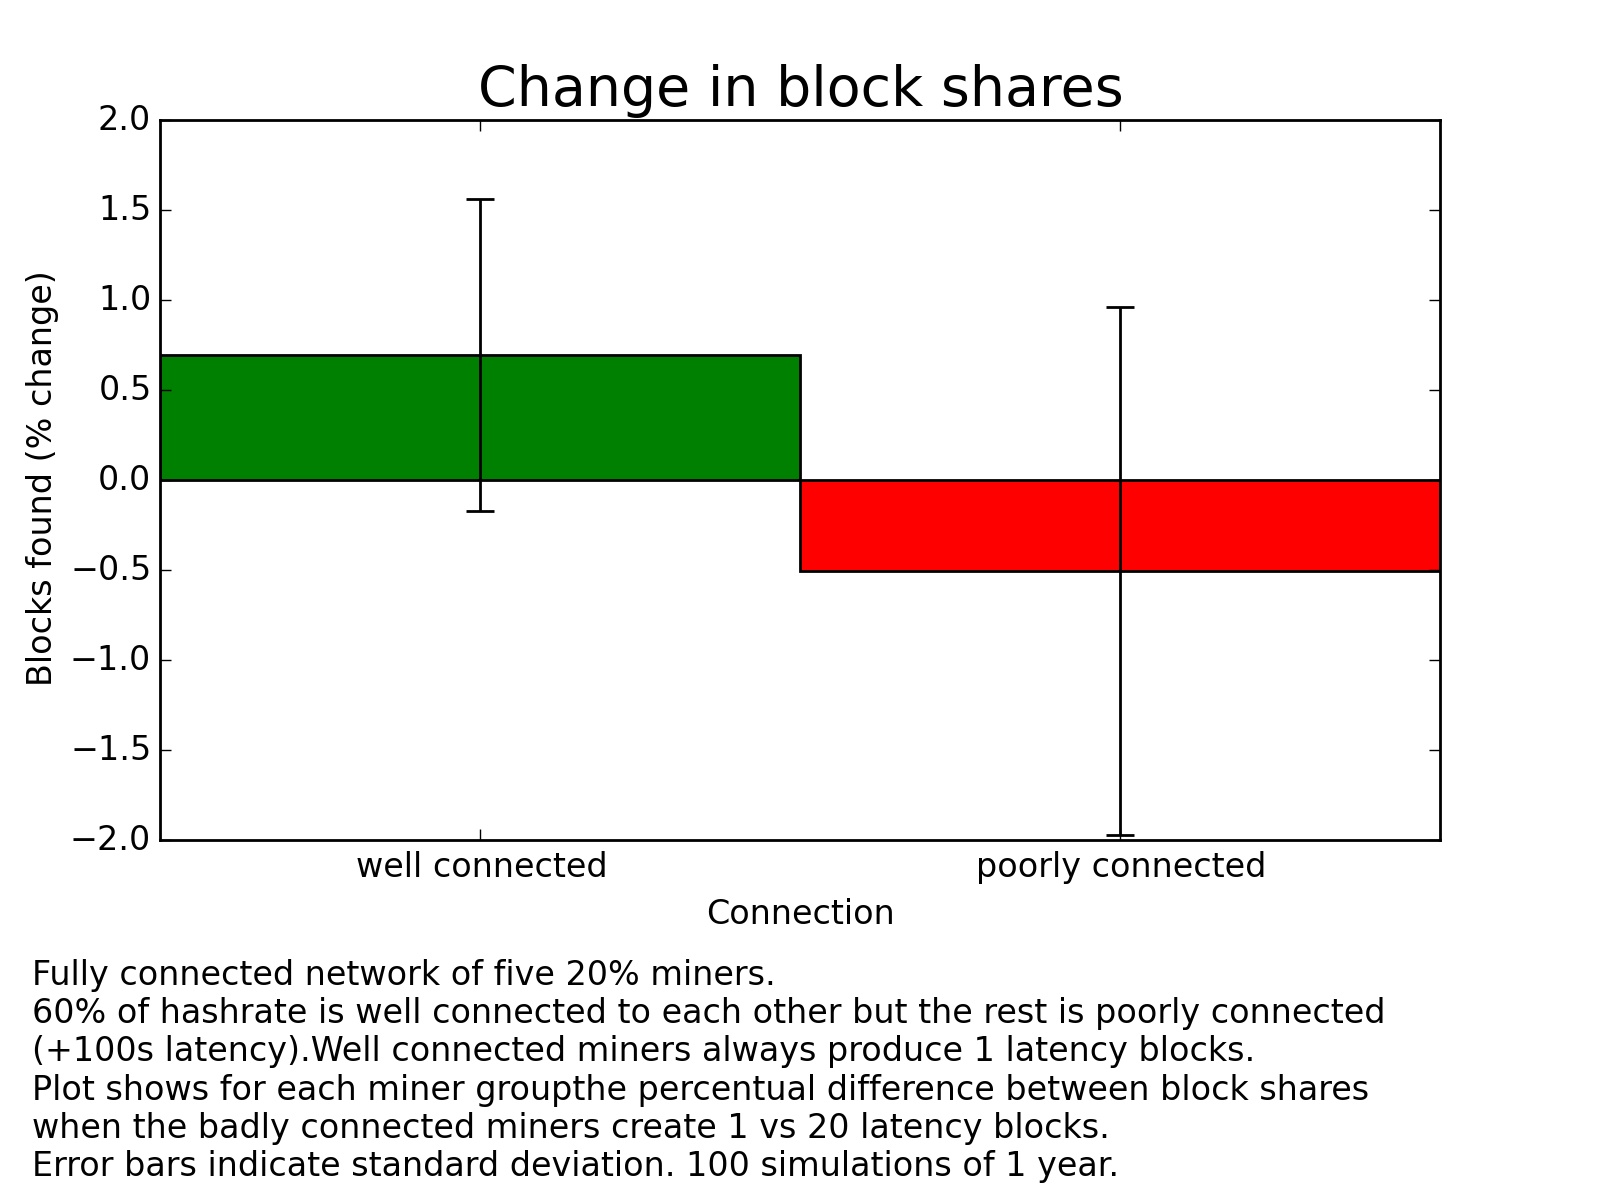 Change in block shares
2.0
1.5
1.0
0.5
0.0
−0.5
−1.0
−1.5
−2.0
Blocks found (% change)
well connected
poorly connected
Connection
Fully connected network of five 20% miners.
60% of hashrate is well connected to each other but the rest is poorly connected
(+100s latency).Well connected miners always produce 1 latency blocks.
Plot shows for each miner groupthe percentual difference between block shares
when the badly connected miners create 1 vs 20 latency blocks.
Error bars indicate standard deviation. 100 simulations of 1 year.